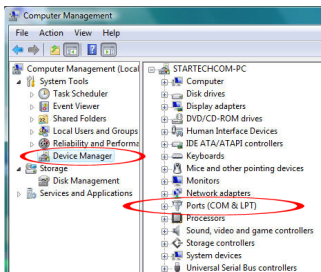 Computer Management
File Action View Help
Computer Management (Local
System Tools
Task Scheduler
Event Viewer
Shared Folders
Local Users and Groups
Reliability and Performa
Device Manager
Storage
Disk Management
Services and Applications
STARTECHCOM-PC
Computer
Disk drives
Display adapters
DVD/CD-ROM drives
Human Interface Devices
IDE ATA/ATAPI controllers
Keyboards
Mice and other pointing devices
Monitors
Network adapters
Ports (COM & LPT)
Processors
Sound, video and game controllers
Storage controllers
System devices
Universal Serial Bus controllers